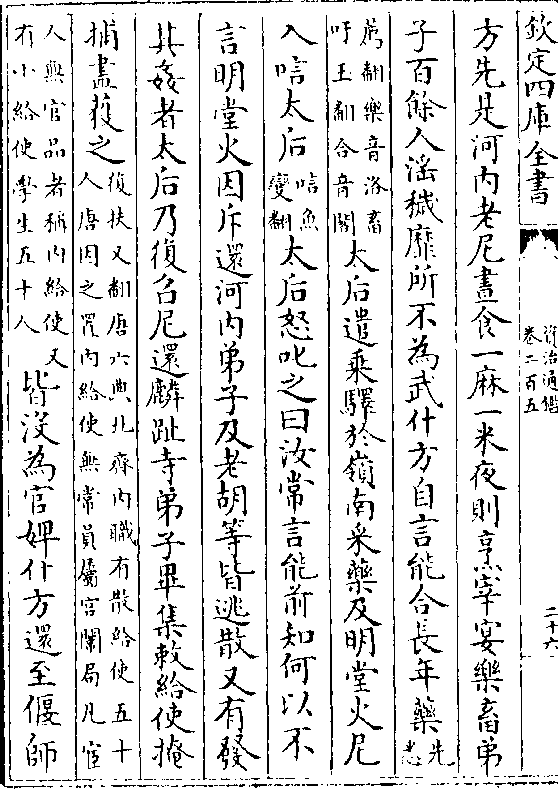 欽定四庫全書
資治通鑑
卷二百五
二十六
方先是河内老尼晝食一麻一米夜則烹宰宴樂畜弟
子百餘人淫穢靡所不為武什方自言能合長年藥先悉
薦翻樂音洛畜
吁玉翻合音閤
太后遣乗驛於嶺南采藥及明堂火尼
入唁太后
唁魚
變翻
太后怒叱之曰汝常言能前知何以不
言明堂火因斥還河内弟子及老胡等皆逃散又有發
其姦者太后乃復召尼還麟趾寺弟子畢集敕給使掩
捕盡獲之
復扶又翻唐六典北齊内職有散給使五十
人唐因之置内給使無常員屬宫闈局凡宦
人無官品者稱内給使又
有小給使學生五十人
皆没為官婢什方還至偃師